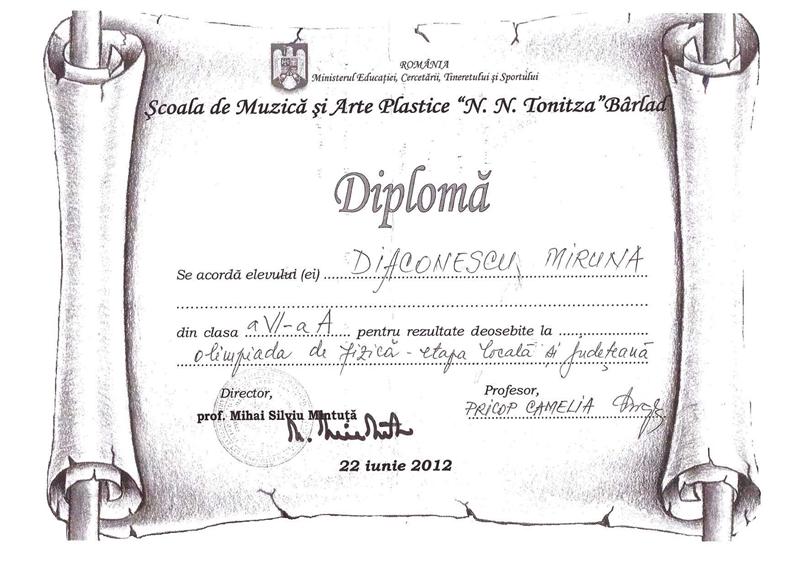 ROMÂNIA
Ministerul Educației, Cercetării, Tineretului și Sportului
Şcoala de Muzică şi Arte Plastice “N. N. Tonitza”Bârlad
Diplomă
Se acordă elevului (ei) DIACONESCU MIRUNA
din clasa a VI-a A pentru rezultate deosebite la
olimpiada de fizică - etapa locală și județeană
Director,
Profesor,
prof. Mihai Silviu Mîntuță
PRICOP CAMELIA
22 iunie 2012